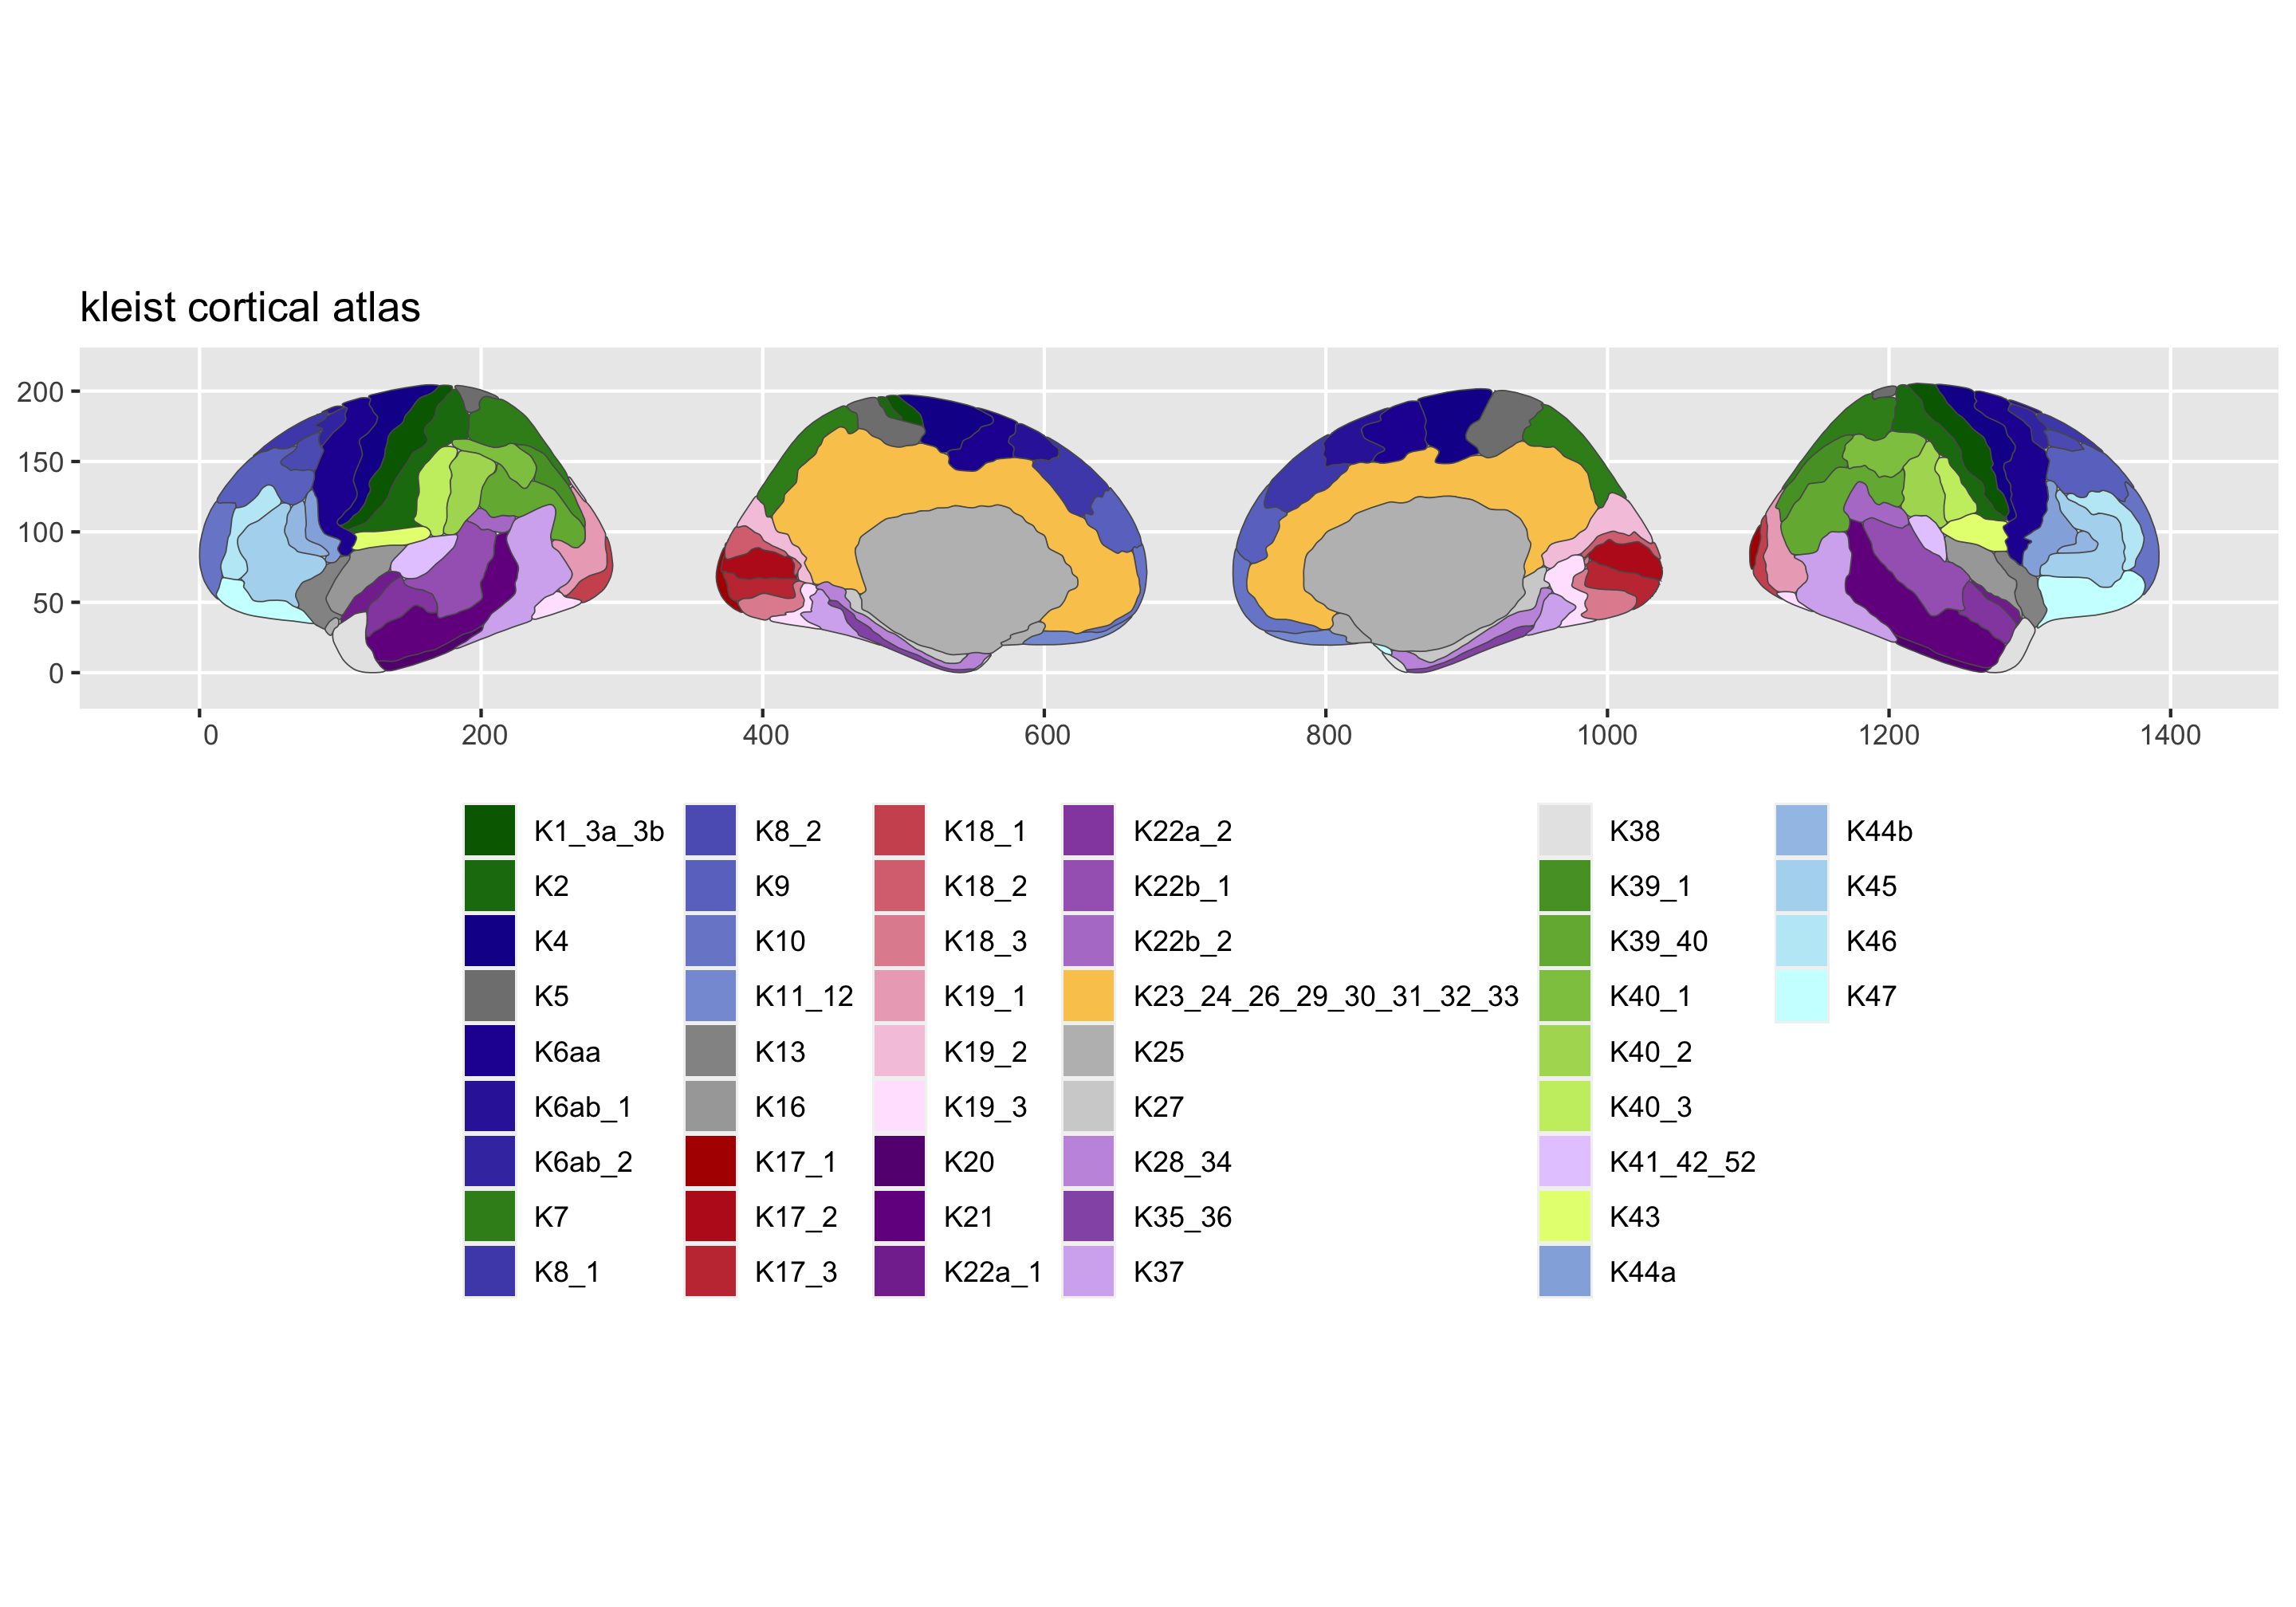 kleist cortical atlas
200
150
100
50
0
0 200 400 600 800 1000 1200 1400
K1_3a_3b K8_2 K18_1 K22a_2 K38 K44b
K2 K9 K18_2 K22b_1 K39_1 K45
K4 K10 K18_3 K22b_2 K39_40 K46
K5 K11_12 K19_1 K23_24_26_29_30_31_32_33 K40_1 K47
K6aa K13 K19_2 K25 K40_2
K6ab_1 K16 K19_3 K27 K40_3
K6ab_2 K17_1 K20 K28_34 K41_42_52
K7 K17_2 K21 K35_36 K43
K8_1 K17_3 K22a_1 K37 K44a